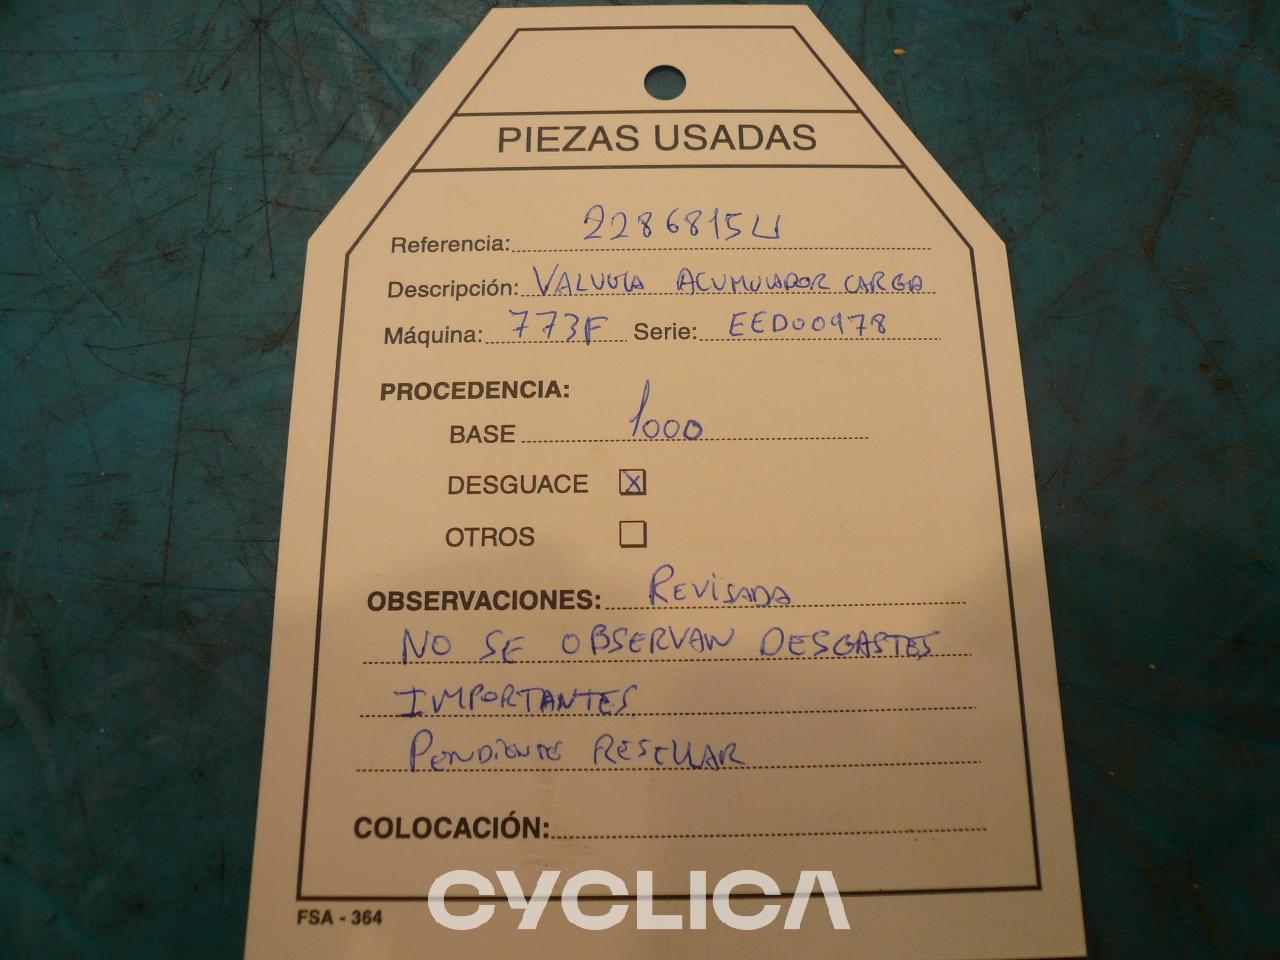 PIEZAS USADAS
Referencia: 2286815U
Descripción: VALVULA ACUMULADOR CARGA
Máquina: 773F Serie: EED00978
PROCEDENCIA:
BASE 1000
DESGUACE X
OTROS
OBSERVACIONES: REVISADA
NO SE OBSERVAN DESGASTES
IMPORTANTES
PENDIENTE RESELLAR
COLOCACIÓN:
CYCLICA
FSA - 364